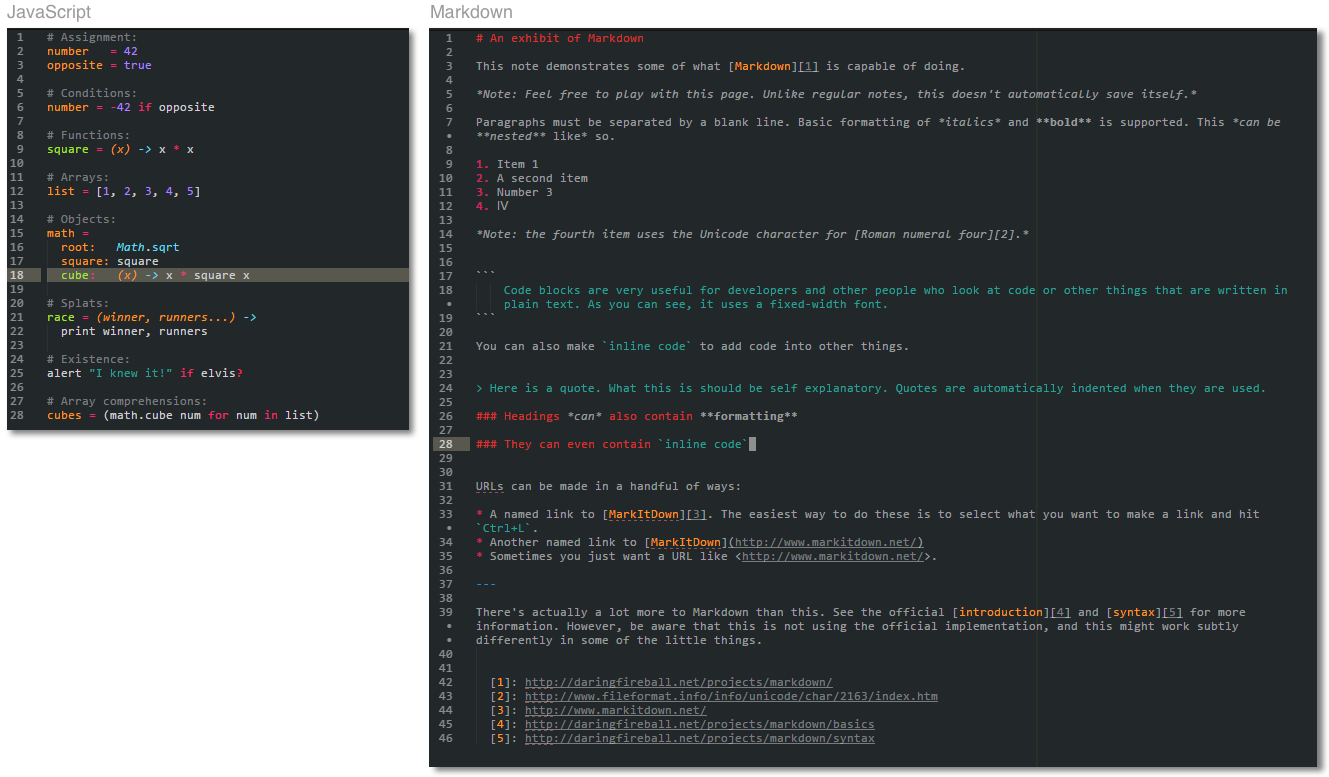 JavaScript
1 # Assignment:
2 number   = 42
3 opposite = true
4
5 # Conditions:
6 number = -42 if opposite
7
8 # Functions:
9 square = (x) -> x * x
10
11 # Arrays:
12 list = [1, 2, 3, 4, 5]
13
14 # Objects:
15 math =
16   root:   Math.sqrt
17   square: square
18   cube:   (x) -> x * square x
19
20 # Splats:
21 race = (winner, runners...) ->
22   print winner, runners
23
24 # Existence:
25 alert "I knew it!" if elvis?
26
27 # Array comprehensions:
28 cubes = (math.cube num for num in list)
Markdown
1 # An exhibit of Markdown
2
3 This note demonstrates some of what [Markdown][1] is capable of doing.
4
5 *Note: Feel free to play with this page. Unlike regular notes, this doesn't automatically save itself.*
6
7 Paragraphs must be separated by a blank line. Basic formatting of *italics* and **bold** is supported. This *can be
• **nested** like* so.
8
9 1. Item 1
10 2. A second item
11 3. Number 3
12 4. Ⅳ
13
14 *Note: the fourth item uses the Unicode character for [Roman numeral four][2].*
15
16
17 ```
18     Code blocks are very useful for developers and other people who look at code or other things that are written in
•     plain text. As you can see, it uses a fixed-width font.
19 ```
20
21 You can also make `inline code` to add code into other things.
22
23
24 > Here is a quote. What this is should be self explanatory. Quotes are automatically indented when they are used.
25
26 ### Headings *can* also contain **formatting**
27
28 ### They can even contain `inline code`
29
30
31 URLs can be made in a handful of ways:
32
33 * A named link to [MarkItDown][3]. The easiest way to do these is to select what you want to make a link and hit
• `Ctrl+L`.
34 * Another named link to [MarkItDown](http://www.markitdown.net/)
35 * Sometimes you just want a URL like <http://www.markitdown.net/>.
36
37 ---
38
39 There's actually a lot more to Markdown than this. See the official [introduction][4] and [syntax][5] for more
• information. However, be aware that this is not using the official implementation, and this might work subtly
• differently in some of the little things.
40
41
42   [1]: http://daringfireball.net/projects/markdown/
43   [2]: http://www.fileformat.info/info/unicode/char/2163/index.htm
44   [3]: http://www.markitdown.net/
45   [4]: http://daringfireball.net/projects/markdown/basics
46   [5]: http://daringfireball.net/projects/markdown/syntax